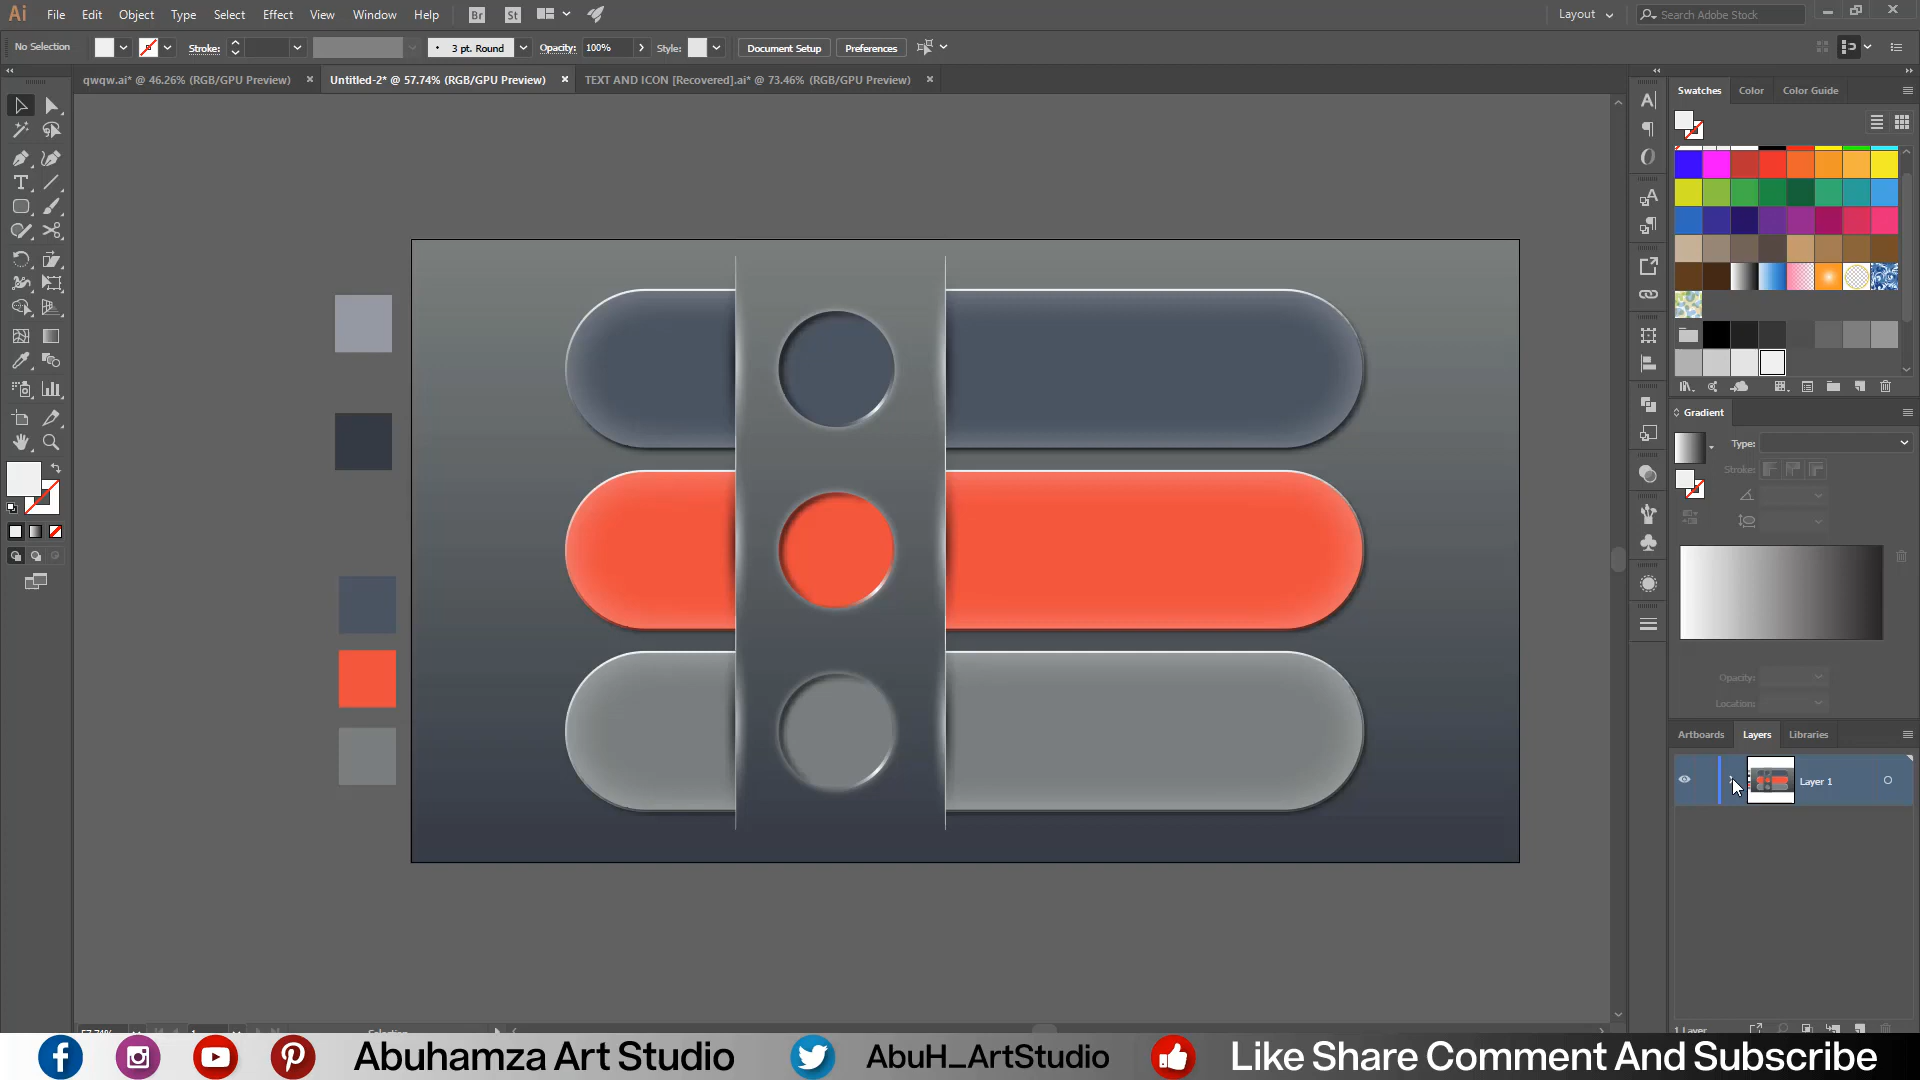 Ai File Edit Object Type Select Effect View Window Help Br St Layout Search Adobe Stock
No Selection Stroke: 3 pt. Round Opacity: 100% Style: Document Setup Preferences
qwqw.ai* @ 46.26% (RGB/GPU Preview) Untitled-2* @ 57.74% (RGB/GPU Preview) TEXT AND ICON [Recovered].ai* @ 73.46% (RGB/GPU Preview)
Swatches Color Color Guide
Gradient
Type:
Stroke:
Opacity:
Location:
Artboards Layers Libraries
Layer 1
57.74% 1 Selection 1 Layer
Abuhamza Art Studio AbuH_ArtStudio Like Share Comment And Subscribe